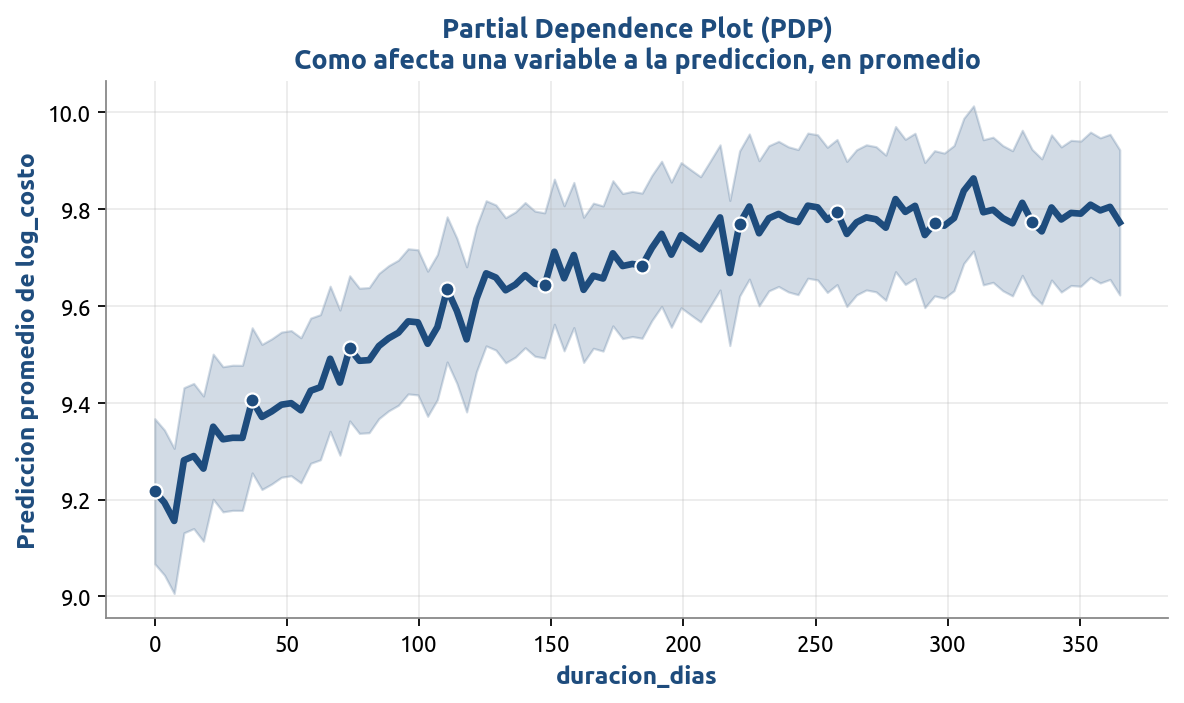 Partial Dependence Plot (PDP)
Como afecta una variable a la prediccion, en promedio
Prediccion promedio de log_costo
10.0
9.8
9.6
9.4
9.2
9.0
0 50 100 150 200 250 300 350
duracion_dias